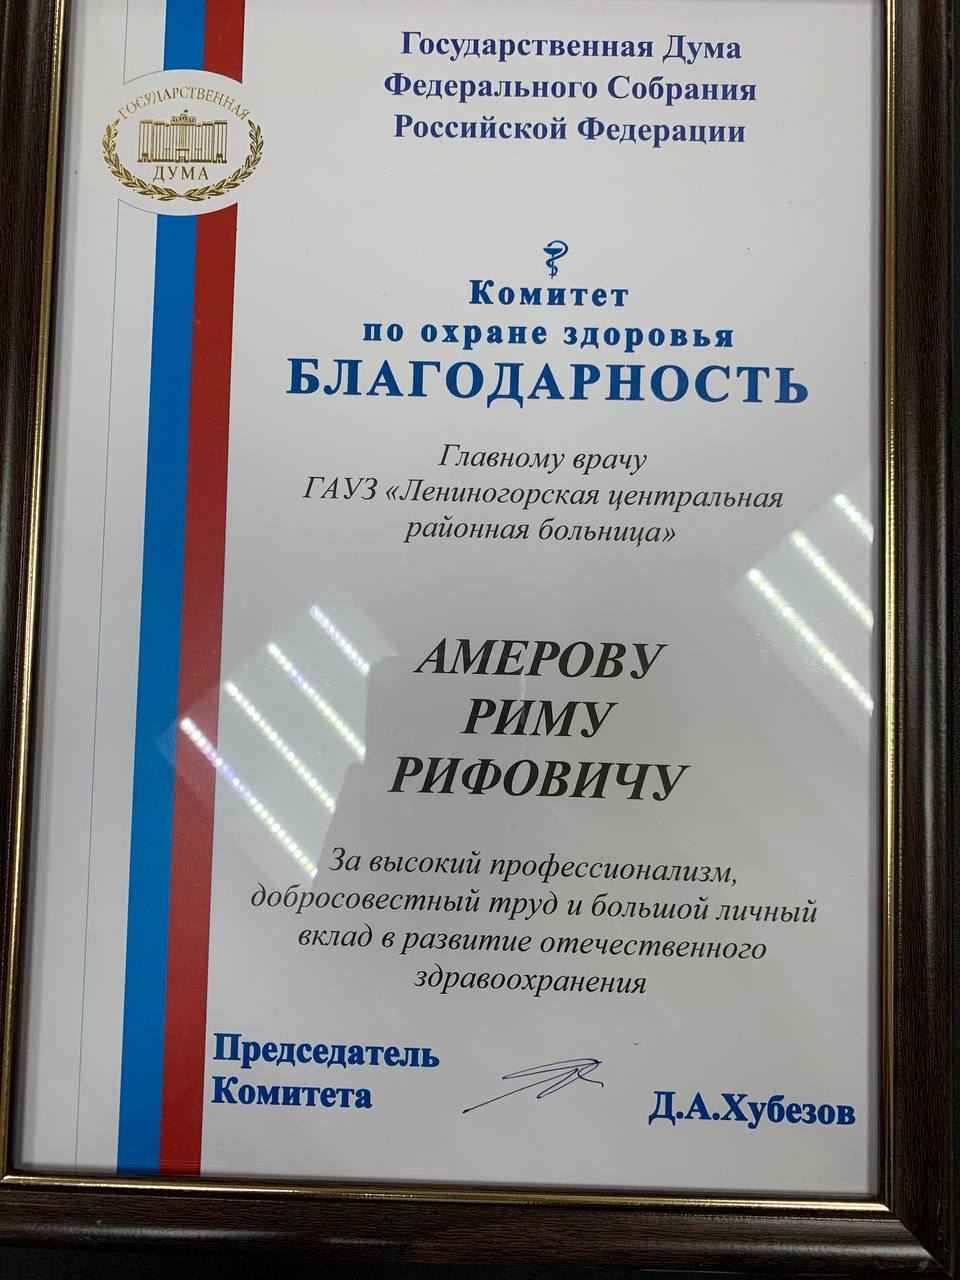 Государственная Дума
Федерального Собрания
Российской Федерации
ГОСУДАРСТВЕННАЯ
ДУМА
Комитет
по охране здоровья
БЛАГОДАРНОСТЬ
Главному врачу
ГАУЗ «Лениногорская центральная
районная больница»
АМЕРОВУ
РИМУ
РИФОВИЧУ
За высокий профессионализм,
добросовестный труд и большой личный
вклад в развитие отечественного
здравоохранения
Председатель
Комитета
Д.А.Хубезов